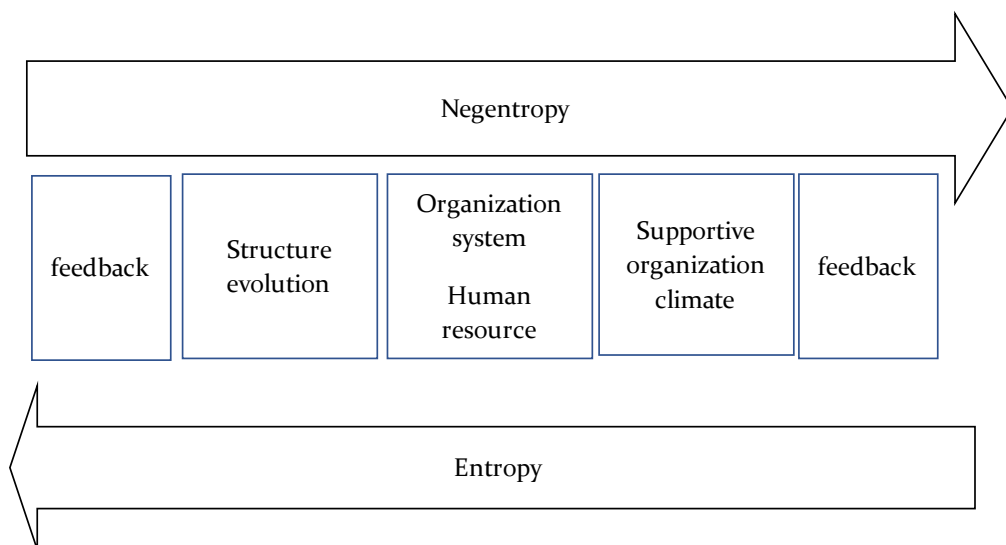 Negentropy
feedback
Structure
evolution
Organization
system
Human
resource
Supportive
organization
climate
feedback
Entropy